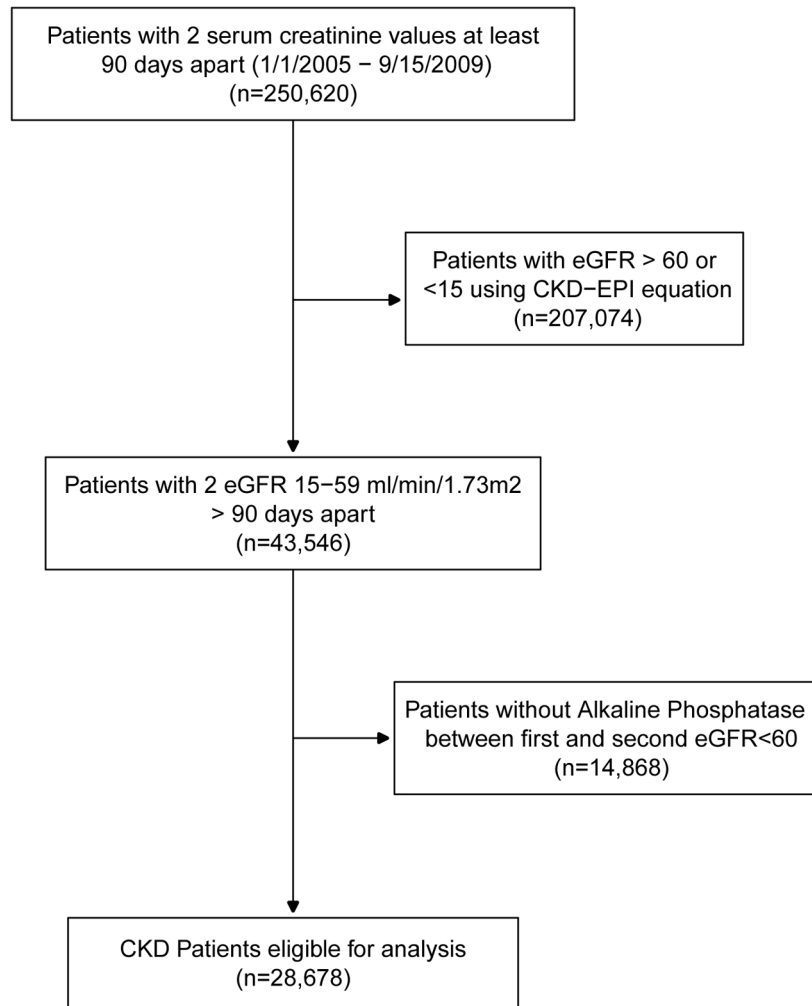 Patients with 2 serum creatinine values at least
90 days apart (1/1/2005 − 9/15/2009)
(n=250,620)
Patients with eGFR > 60 or
<15 using CKD−EPI equation
(n=207,074)
Patients with 2 eGFR 15−59 ml/min/1.73m2
> 90 days apart
(n=43,546)
Patients without Alkaline Phosphatase
between first and second eGFR<60
(n=14,868)
CKD Patients eligible for analysis
(n=28,678)